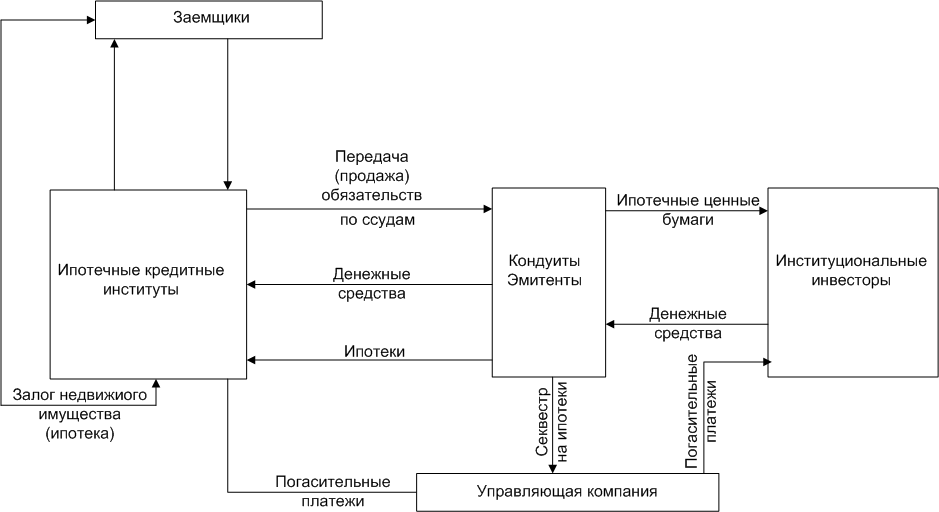 Заемщики
Передача
(продажа)
обязательств
по ссудам
Ипотечные ценные
бумаги
Ипотечные кредитные
институты
Кондуиты
Эмитенты
Институциональные
инвесторы
Денежные
средства
Денежные
средства
Ипотеки
Залог недвижиого
имущества
(ипотека)
Секвестр
на ипотеки
Погасительные
платежи
Погасительные
платежи
Управляющая компания